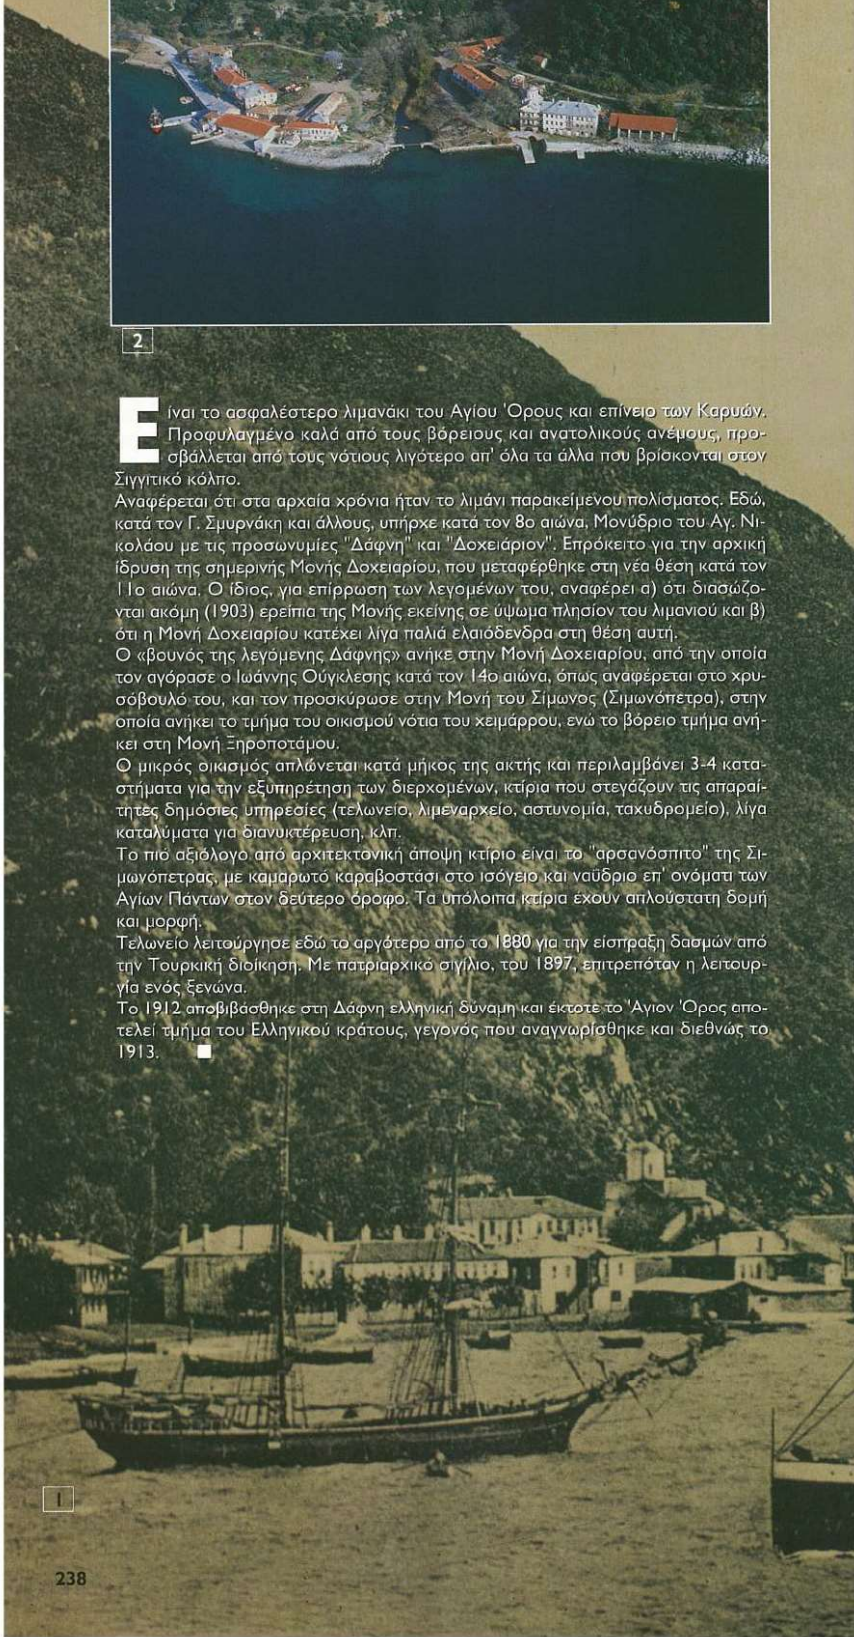 2
Είναι το ασφαλέστερο λιμανάκι του Αγίου 'Ορους και επίνειο των Καρυών.
Προφυλαγμένο καλά από τους βόρειους και ανατολικούς ανέμους, προ-
σβάλλεται από τους νότιους λιγότερο απ' όλα τα άλλα που βρίσκονται στον
Σιγγιτικό κόλπο.
Αναφέρεται ότι στα αρχαία χρόνια ήταν το λιμάνι παρακείμενου πολίσματος. Εδώ,
κατά τον Γ. Σμυρνάκη και άλλους, υπήρχε κατά τον 8ο αιώνα, Μονύδριο του Αγ. Νι-
κολάου με τις προσωνυμίες "Δάφνη" και "Δοχειάριον". Επρόκειτο για την αρχική
ίδρυση της σημερινής Μονής Δοχειαρίου, που μεταφέρθηκε στη νέα θέση κατά τον
11ο αιώνα. Ο ίδιος, για επίρρωση των λεγομένων του, αναφέρει α) ότι διασώζο-
νται ακόμη (1903) ερείπια της Μονής εκείνης σε ύψωμα πλησίον του λιμανιού και β)
ότι η Μονή Δοχειαρίου κατέχει λίγα παλιά ελαιόδενδρα στη θέση αυτή.
Ο «βουνός της λεγόμενης Δάφνης» ανήκε στην Μονή Δοχειαρίου, από την οποία
τον αγόρασε ο Ιωάννης Ούγκλεσης κατά τον 14ο αιώνα, όπως αναφέρεται στο χρυ-
σόβουλό του, και τον προσκύρωσε στην Μονή του Σίμωνος (Σιμωνόπετρα), στην
οποία ανήκει το τμήμα του οικισμού νότια του χειμάρρου, ενώ το βόρειο τμήμα ανή-
κει στη Μονή Ξηροποτάμου.
Ο μικρός οικισμός απλώνεται κατά μήκος της ακτής και περιλαμβάνει 3-4 κατα-
στήματα για την εξυπηρέτηση των διερχομένων, κτίρια που στεγάζουν τις απαραί-
τητες δημόσιες υπηρεσίες (τελωνείο, λιμεναρχείο, αστυνομία, ταχυδρομείο), λίγα
καταλύματα για διανυκτέρευση, κλπ.
Το πιό αξιόλογο από αρχιτεκτονική άποψη κτίριο είναι το "αρσανόσπιτο" της Σι-
μωνόπετρας, με καμαρωτό καραβοστάσι στο ισόγειο και ναϋδριο επ' ονόματι των
Αγίων Πάντων στον δεύτερο όροφο. Τα υπόλοιπα κτίρια έχουν απλούστατη δομή
και μορφή.
Τελωνείο λειτούργησε εδώ το αργότερο από το 1880 για την είσπραξη δασμών από
την Τουρκική διοίκηση. Με πατριαρχικό σιγίλιο, του 1897, επιτρεπόταν η λειτουρ-
γία ενός ξενώνα.
Το 1912 αποβιβάσθηκε στη Δάφνη ελληνική δύναμη και έκτοτε το 'Αγιον 'Ορος απο-
τελεί τμήμα του Ελληνικού κράτους, γεγονός που αναγνωρίσθηκε και διεθνώς το
1913.
1
238